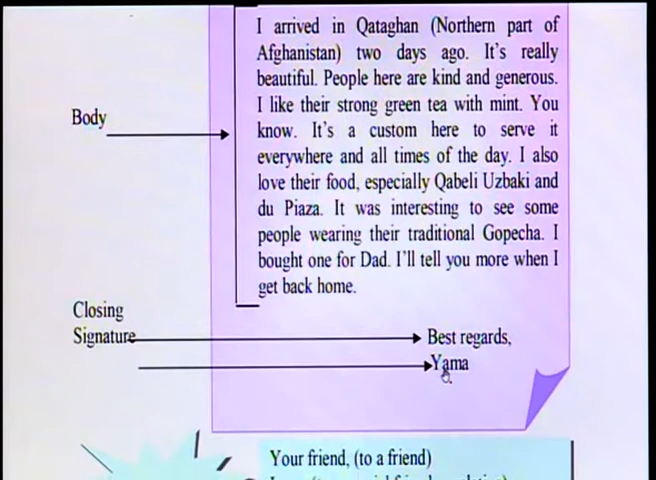 I arrived in Qataghan (Northern part of
Afghanistan) two days ago. It's really
beautiful. People here are kind and generous.
I like their strong green tea with mint. You
know. It's a custom here to serve it
everywhere and all times of the day. I also
love their food, especially Qabeli Uzbaki and
du Piaza. It was interesting to see some
people wearing their traditional Gopecha. I
bought one for Dad. I'll tell you more when I
get back home.
Body
Closing
Signature
Best regards,
Yama
Your friend, (to a friend)